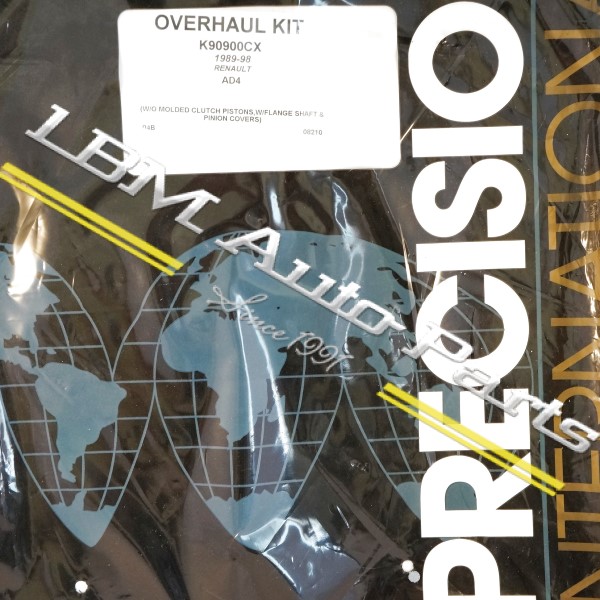 OVERHAUL KIT
K90900CX
1989-98
RENAULT
AD4
(W/O MOLDED CLUTCH PISTONS,W/FLANGE SHAFT &
PINION COVERS)
08210
LBM Auto Parts
Since 1997
PRECISIO
NTERNATIONA